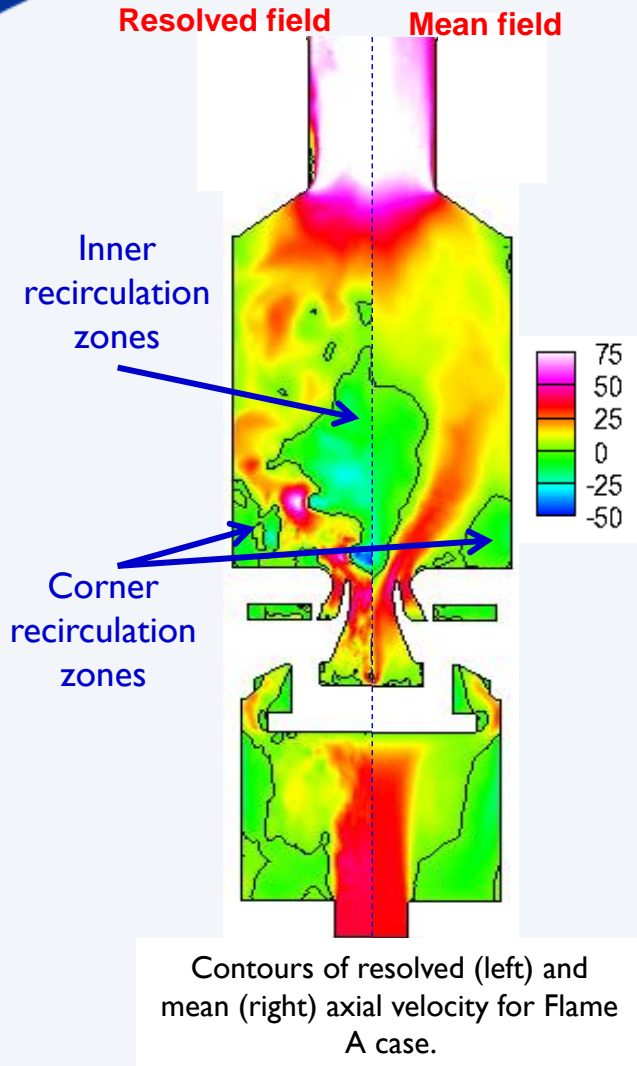 Resolved field
Mean field
Inner
recirculation
zones
75
50
25
0
-25
-50
Corner
recirculation
zones
Contours of resolved (left) and
mean (right) axial velocity for Flame
A case.